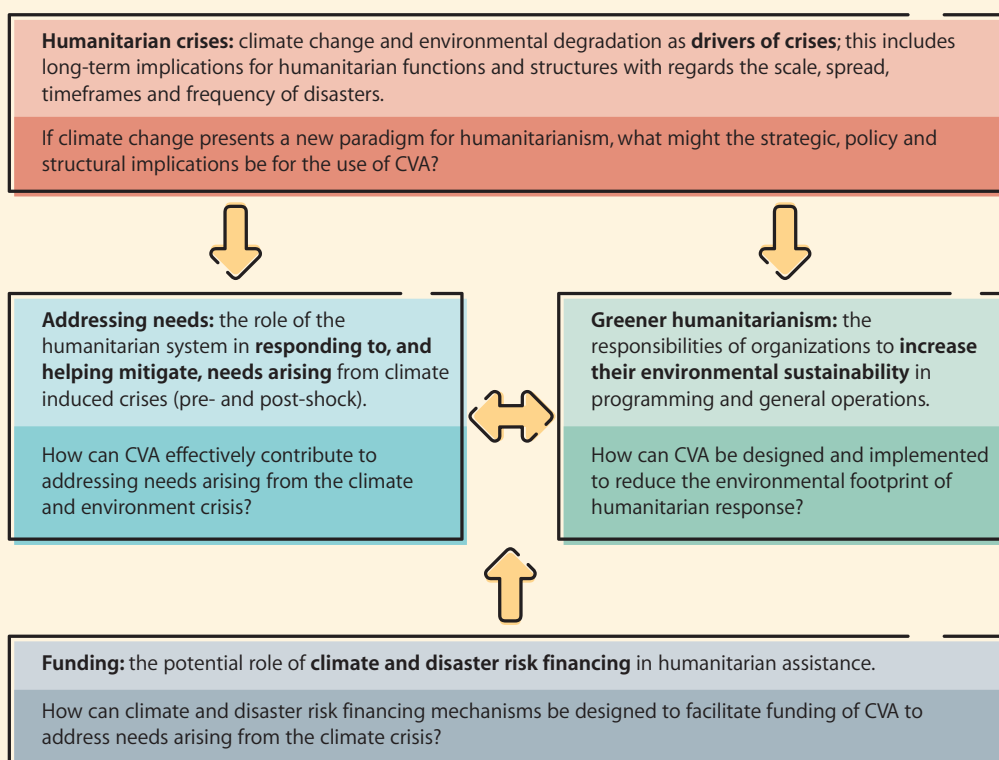 Humanitarian crises: climate change and environmental degradation as drivers of crises; this includes
long-term implications for humanitarian functions and structures with regards the scale, spread,
timeframes and frequency of disasters.
If climate change presents a new paradigm for humanitarianism, what might the strategic, policy and
structural implications be for the use of CVA?
Addressing needs: the role of the
humanitarian system in responding to, and
helping mitigate, needs arising from climate
induced crises (pre- and post-shock).
How can CVA effectively contribute to
addressing needs arising from the climate
and environment crisis?
Greener humanitarianism: the
responsibilities of organizations to increase
their environmental sustainability in
programming and general operations.
How can CVA be designed and implemented
to reduce the environmental footprint of
humanitarian response?
Funding: the potential role of climate and disaster risk financing in humanitarian assistance.
How can climate and disaster risk financing mechanisms be designed to facilitate funding of CVA to
address needs arising from the climate crisis?